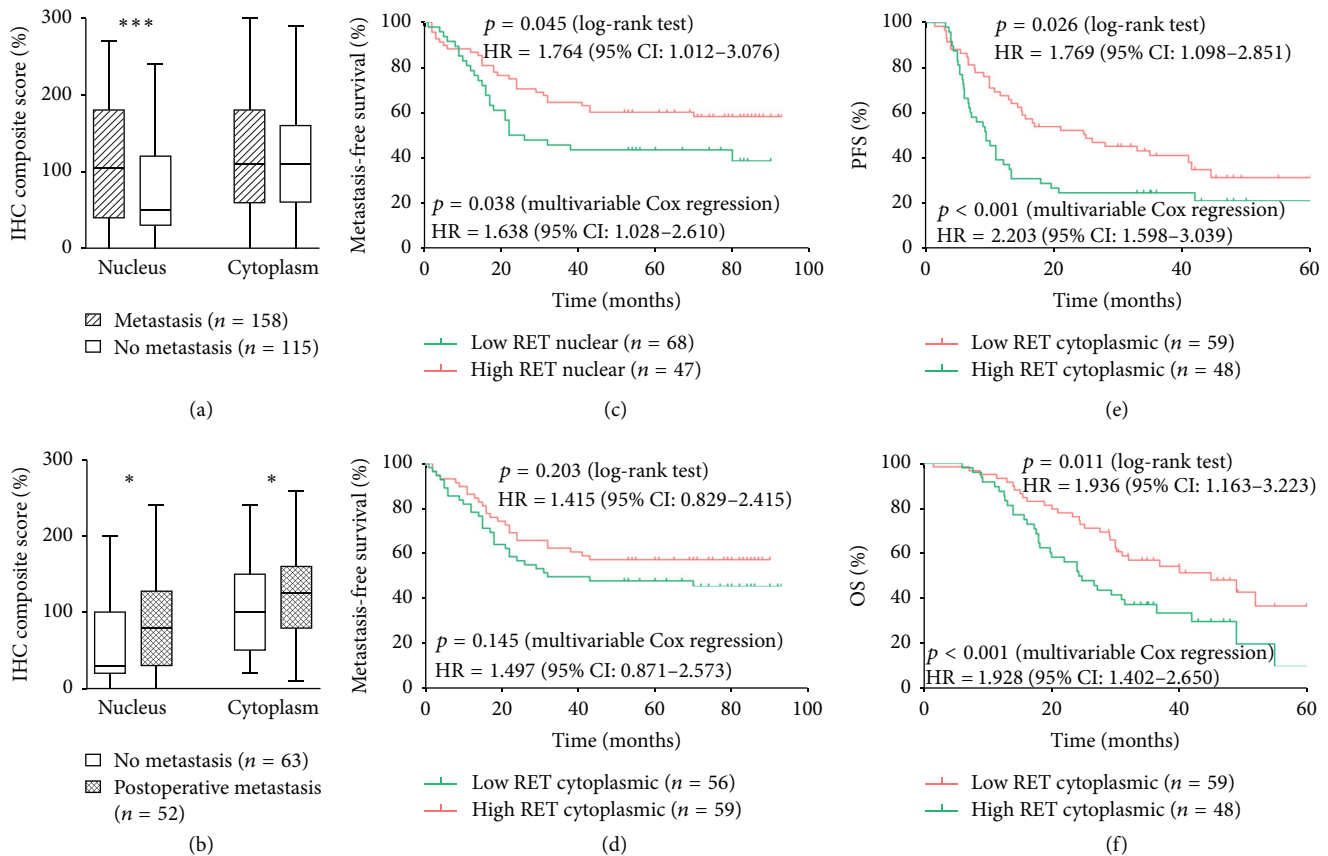 300
200
100
0
IHC composite score (%)
***
Nucleus
Cytoplasm
Metastasis (n = 158)
No metastasis (n = 115)
(a)
100
80
60
40
20
0
Metastasis-free survival (%)
p = 0.045 (log-rank test)
HR = 1.764 (95% CI: 1.012–3.076)
p = 0.038 (multivariable Cox regression)
HR = 1.638 (95% CI: 1.028–2.610)
0 20 40 60 80 100
Time (months)
Low RET nuclear (n = 68)
High RET nuclear (n = 47)
(c)
100
80
60
40
20
0
PFS (%)
p = 0.026 (log-rank test)
HR = 1.769 (95% CI: 1.098–2.851)
p < 0.001 (multivariable Cox regression)
HR = 2.203 (95% CI: 1.598–3.039)
0 20 40 60
Time (months)
Low RET cytoplasmic (n = 59)
High RET cytoplasmic (n = 48)
(e)
300
200
100
0
IHC composite score (%)
*
*
Nucleus
Cytoplasm
No metastasis (n = 63)
Postoperative metastasis
(n = 52)
(b)
100
80
60
40
20
0
Metastasis-free survival (%)
p = 0.203 (log-rank test)
HR = 1.415 (95% CI: 0.829–2.415)
p = 0.145 (multivariable Cox regression)
HR = 1.497 (95% CI: 0.871–2.573)
0 20 40 60 80 100
Time (months)
Low RET cytoplasmic (n = 56)
High RET cytoplasmic (n = 59)
(d)
100
80
60
40
20
0
OS (%)
p = 0.011 (log-rank test)
HR = 1.936 (95% CI: 1.163–3.223)
p < 0.001 (multivariable Cox regression)
HR = 1.928 (95% CI: 1.402–2.650)
0 20 40 60
Time (months)
Low RET cytoplasmic (n = 59)
High RET cytoplasmic (n = 48)
(f)